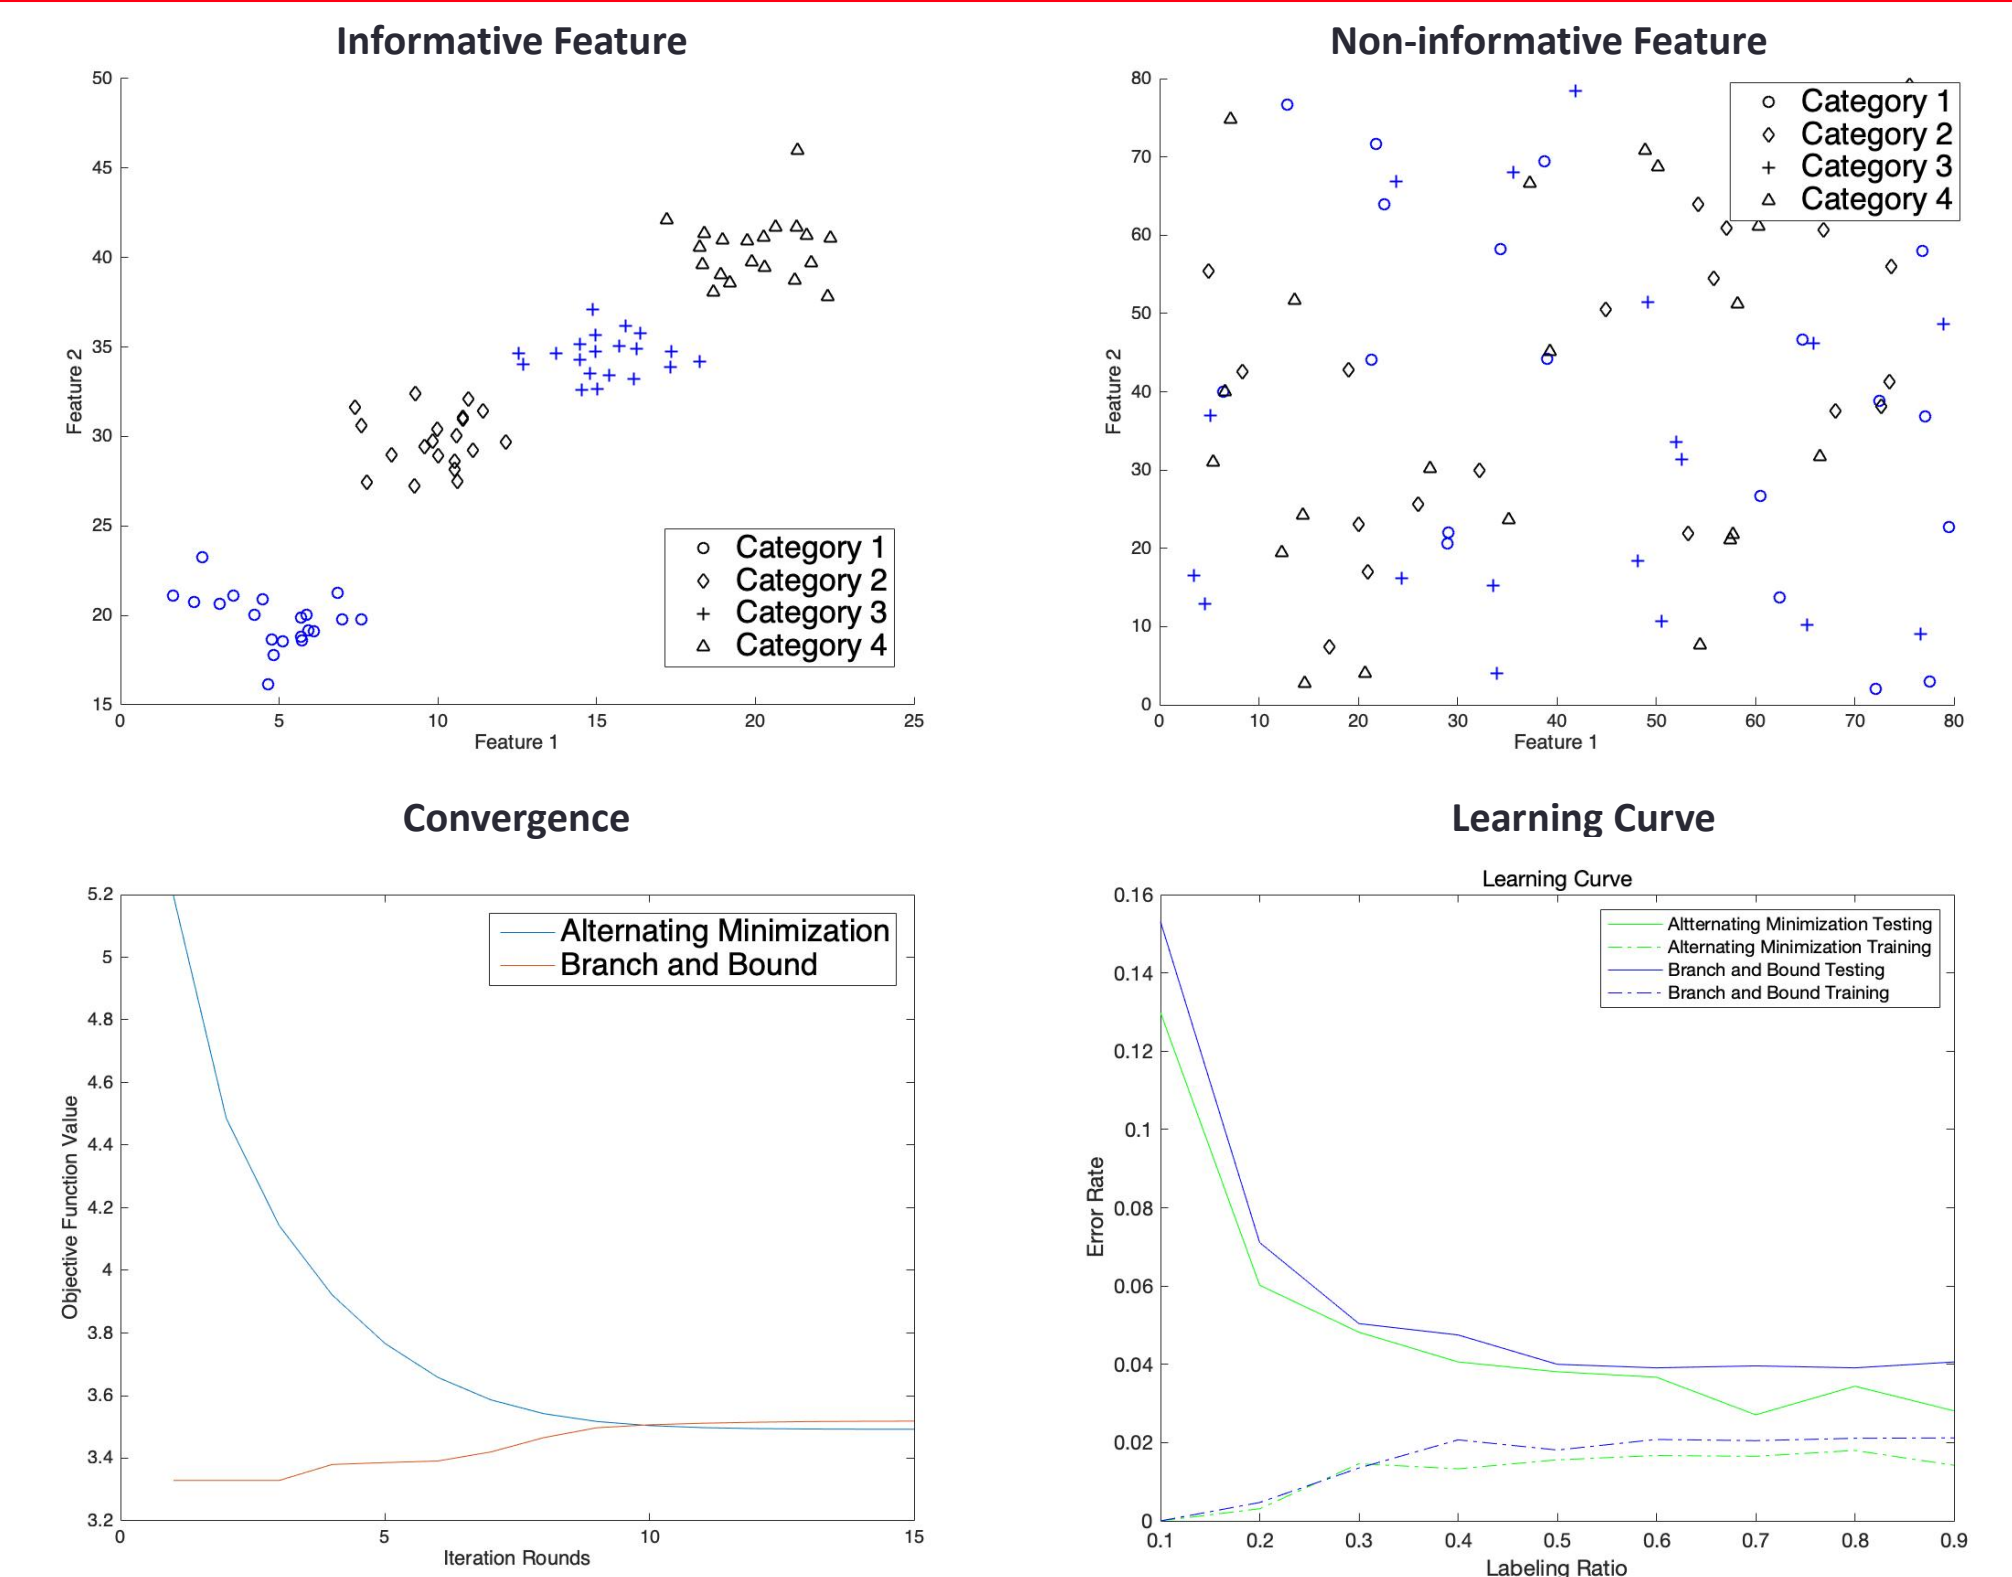 Informative Feature
50
45
40
35
30
25
20
15
0
5
10
15
20
25
Feature 2
Feature 1
Category 1
Category 2
Category 3
Category 4
Non-informative Feature
80
70
60
50
40
30
20
10
0
0
10
20
30
40
50
60
70
80
Feature 2
Feature 1
Category 1
Category 2
Category 3
Category 4
Convergence
5.2
5
4.8
4.6
4.4
4.2
4
3.8
3.6
3.4
3.2
0
5
10
15
Objective Function Value
Iteration Rounds
Alternating Minimization
Branch and Bound
Learning Curve
Learning Curve
0.16
0.14
0.12
0.1
0.08
0.06
0.04
0.02
0
0.1
0.2
0.3
0.4
0.5
0.6
0.7
0.8
0.9
Error Rate
Labeling Ratio
Altternating Minimization Testing
Alternating Minimization Training
Branch and Bound Testing
Branch and Bound Training